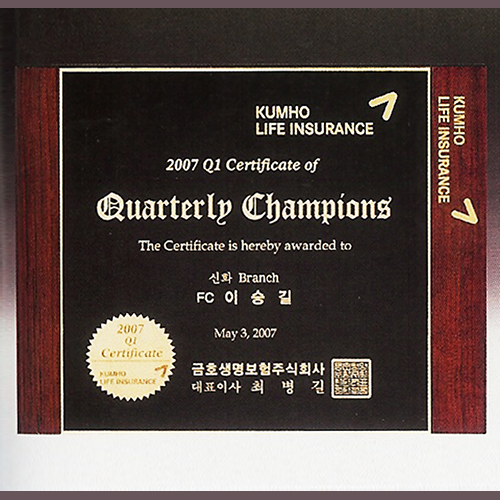 KUMHO
LIFE INSURANCE
2007 Q1 Certificate of
Quarterly Champions
The Certificate is hereby awarded to
신화 Branch
FC 이 승 길
May 3, 2007
금호생명보험주식회사
대표이사 최 병 길
2007
Q1
Certificate
KUMHO
LIFE INSURANCE
KUMHO
LIFE INSURANCE